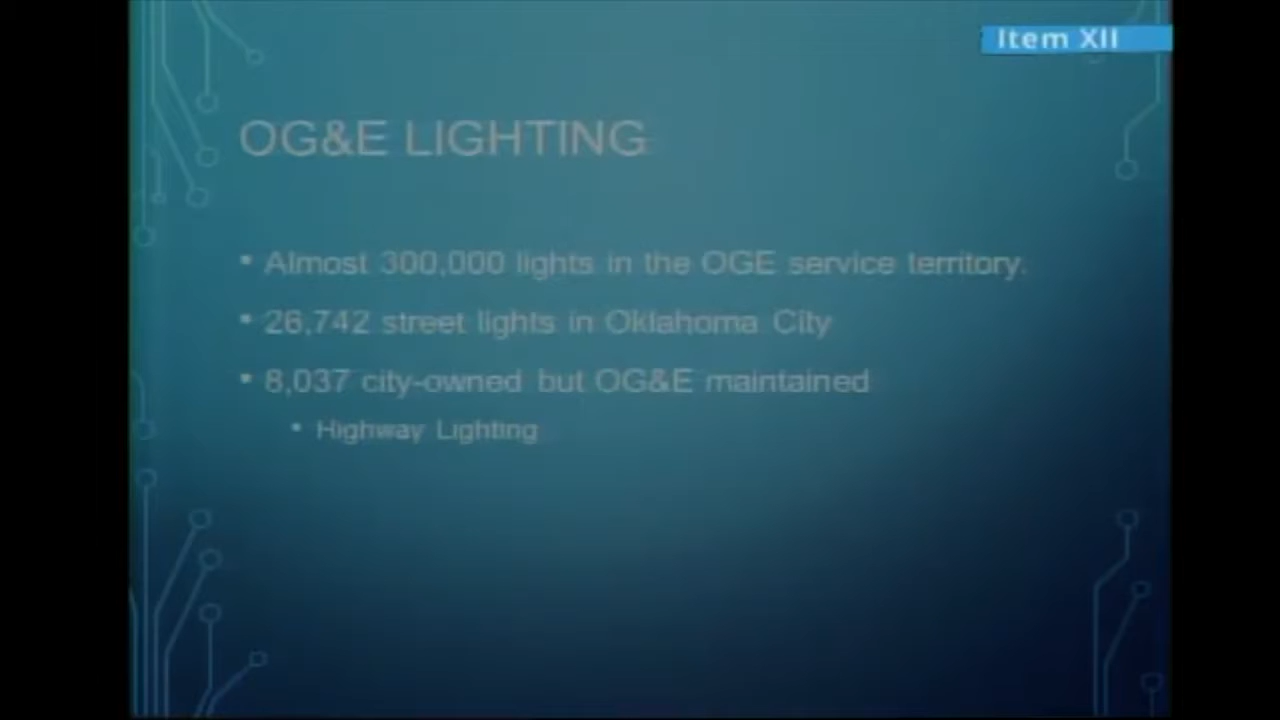 Item XII
OG&E LIGHTING
▪ Almost 300,000 lights in the OGE service territory.
▪ 26,742 street lights in Oklahoma City
▪ 8,037 city-owned but OG&E maintained
▪ Highway Lighting